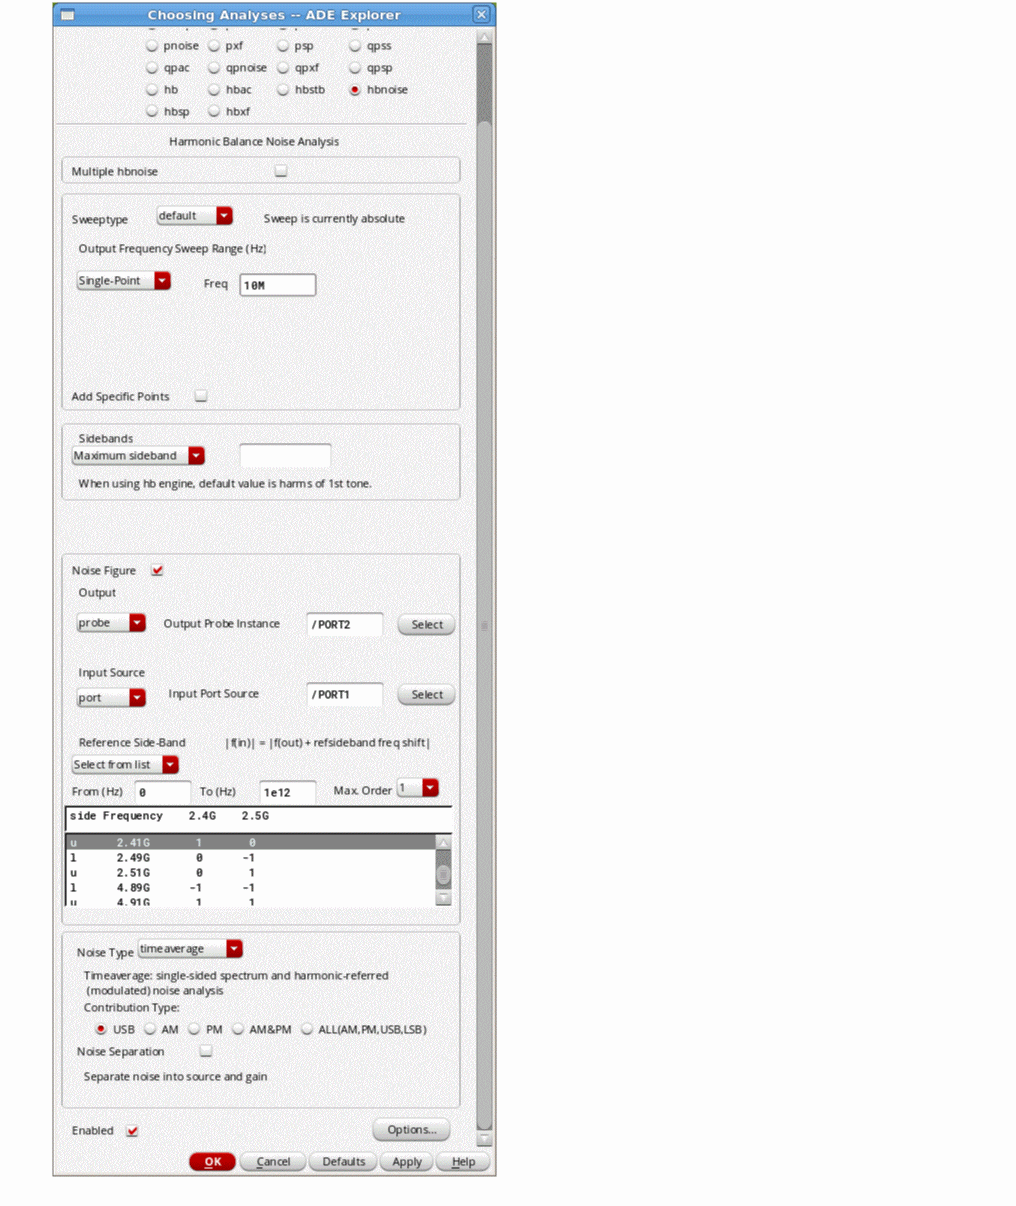 Choosing Analyses -- ADE Explorer
pnoise pxf psp qpss
qpac qpnoise qpxf qpsp
hb hbac hbstb hbnoise
hbsp hbxf
Harmonic Balance Noise Analysis
Multiple hbnoise
Sweeptype default Sweep is currently absolute
Output Frequency Sweep Range (Hz)
Single-Point Freq 10M
Add Specific Points
Sidebands
Maximum sideband
When using hb engine, default value is harms of 1st tone.
Noise Figure
Output
probe Output Probe Instance /PORT2 Select
Input Source
port Input Port Source /PORT1 Select
Reference Side-Band |f(in)| = |f(out) + refsideband freq shift|
Select from list
From (Hz) 0 To (Hz) 1e12 Max. Order 1
side Frequency 2.4G 2.5G
u 2.41G 1 0
l 2.49G 0 -1
u 2.51G 0 1
l 4.89G -1 -1
u 4.91G 1 1
Noise Type timeaverage
Timeaverage: single-sided spectrum and harmonic-referred
(modulated) noise analysis
Contribution Type:
USB AM PM AM&PM ALL(AM,PM,USB,LSB)
Noise Separation
Separate noise into source and gain
Enabled Options...
OK Cancel Defaults Apply Help